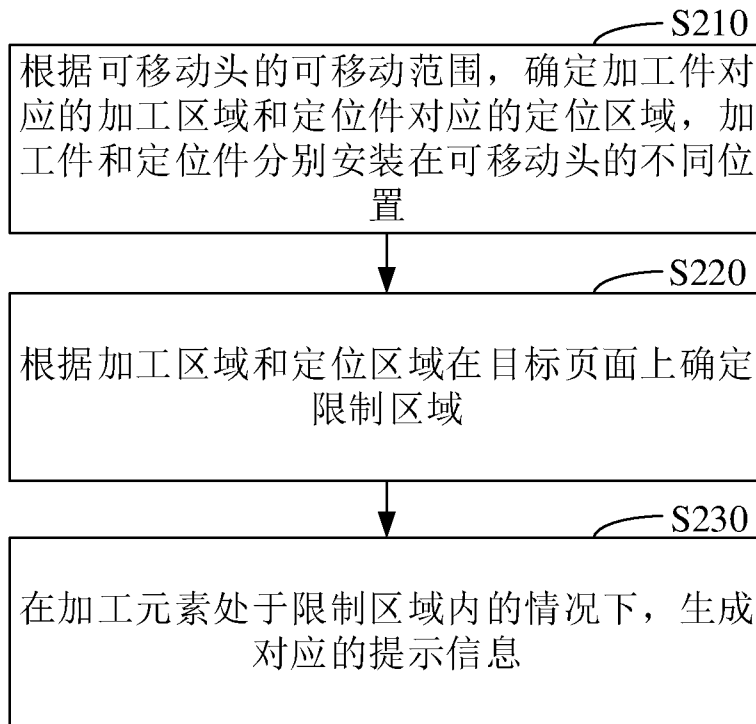 S210
根据可移动头的可移动范围，确定加工件对
应的加工区域和定位件对应的定位区域，加
工件和定位件分别安装在可移动头的不同位
置
S220
根据加工区域和定位区域在目标页面上确定
限制区域
S230
在加工元素处于限制区域内的情况下，生成
对应的提示信息